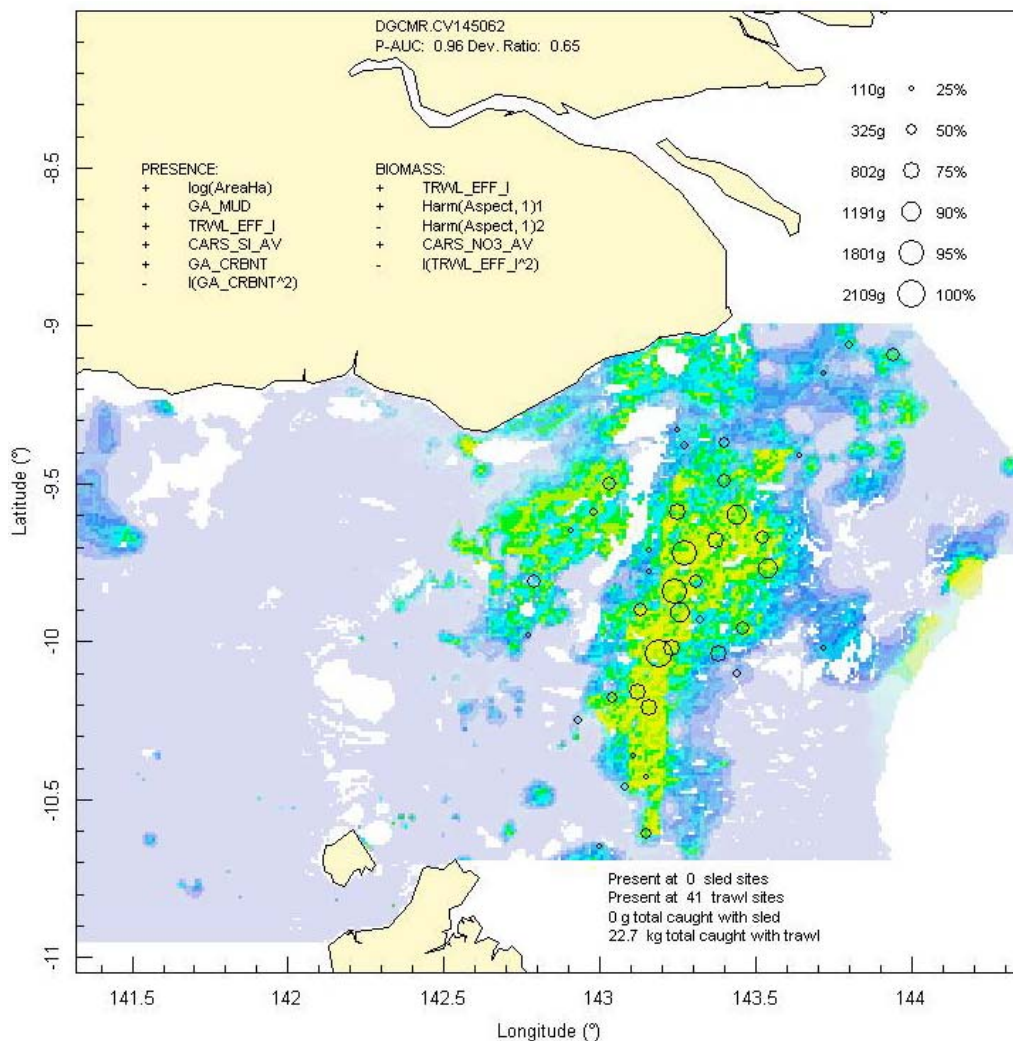 DGCMR.CV145062
P-AUC: 0.96 Dev. Ratio: 0.65
110g 25%
325g 50%
802g 75%
1191g 90%
1801g 95%
2109g 100%
PRESENCE:
+ log(AreaHa)
+ GA_MUD
+ TRWL_EFF_I
+ CARS_SI_AV
+ GA_CRBNT
- I(GA_CRBNT^2)
BIOMASS:
+ TRWL_EFF_I
+ Harm(Aspect, 1)1
- Harm(Aspect, 1)2
+ CARS_NO3_AV
- I(TRWL_EFF_I^2)
-8.5
-9
-9.5
-10
-10.5
-11
Latitude (°)
Present at 0 sled sites
Present at 41 trawl sites
0 g total caught with sled
22.7 kg total caught with trawl
141.5 142 142.5 143 143.5 144
Longitude (°)